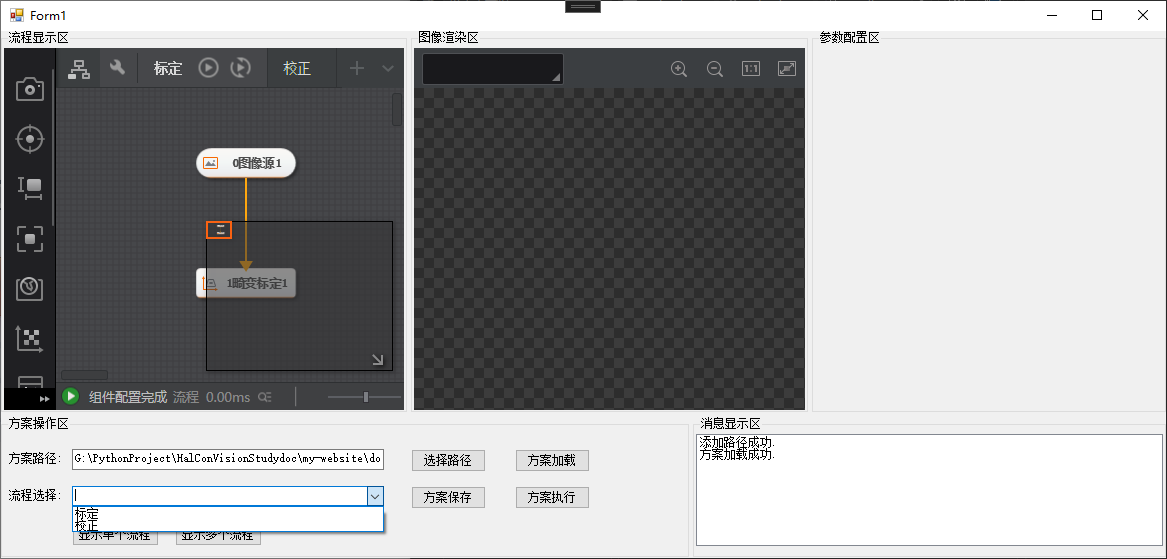 Form1
流程显示区
图像渲染区
参数配置区
标定
校正
1:1
0图像源1
1畸变标定1
组件配置完成 流程 0.00ms
方案操作区
消息显示区
方案路径:
G:\PythonProject\HalConVisionStudydoc\my-website\do
选择路径
方案加载
流程选择:
方案保存
方案执行
标定
校正
显示单个流程
显示多个流程
添加路径成功.
方案加载成功.